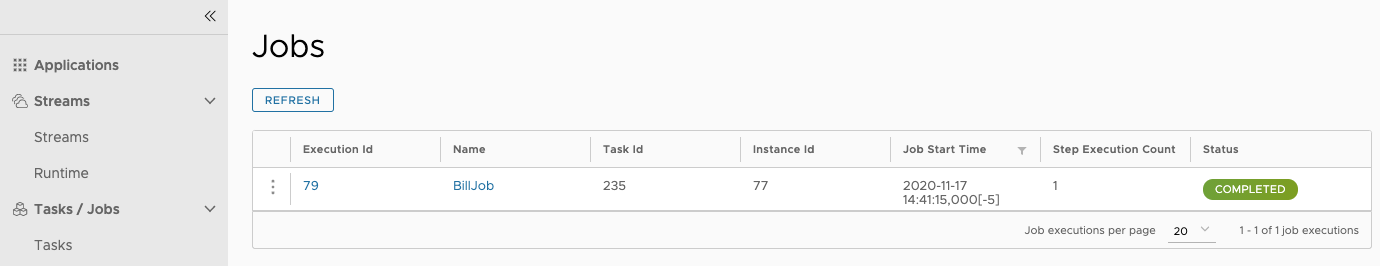 Applications
Streams
Streams
Runtime
Tasks / Jobs
Tasks
Jobs
REFRESH
Execution Id Name Task Id Instance Id Job Start Time Step Execution Count Status
79 BillJob 235 77 2020-11-17 1 COMPLETED
14:41:15,000[-5]
Job executions per page 20 1 - 1 of 1 job executions